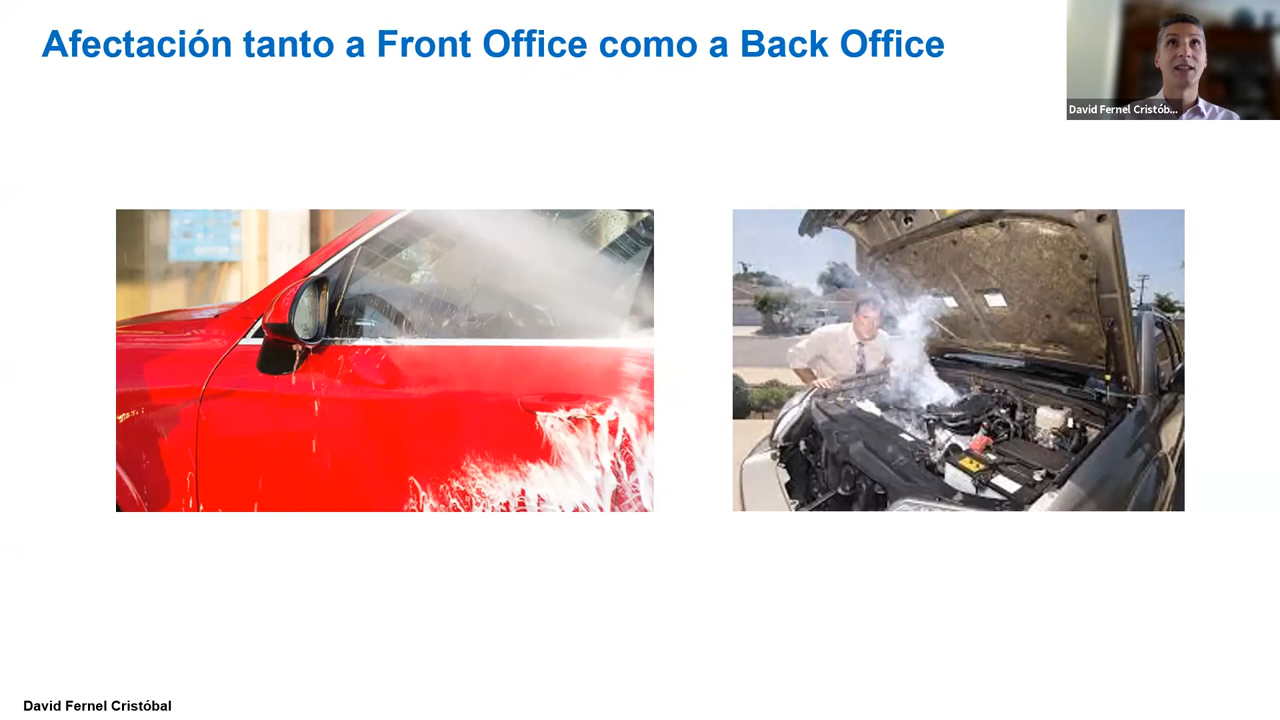 Afectación tanto a Front Office como a Back Office
David Fernel Cristób...
David Fernel Cristóbal